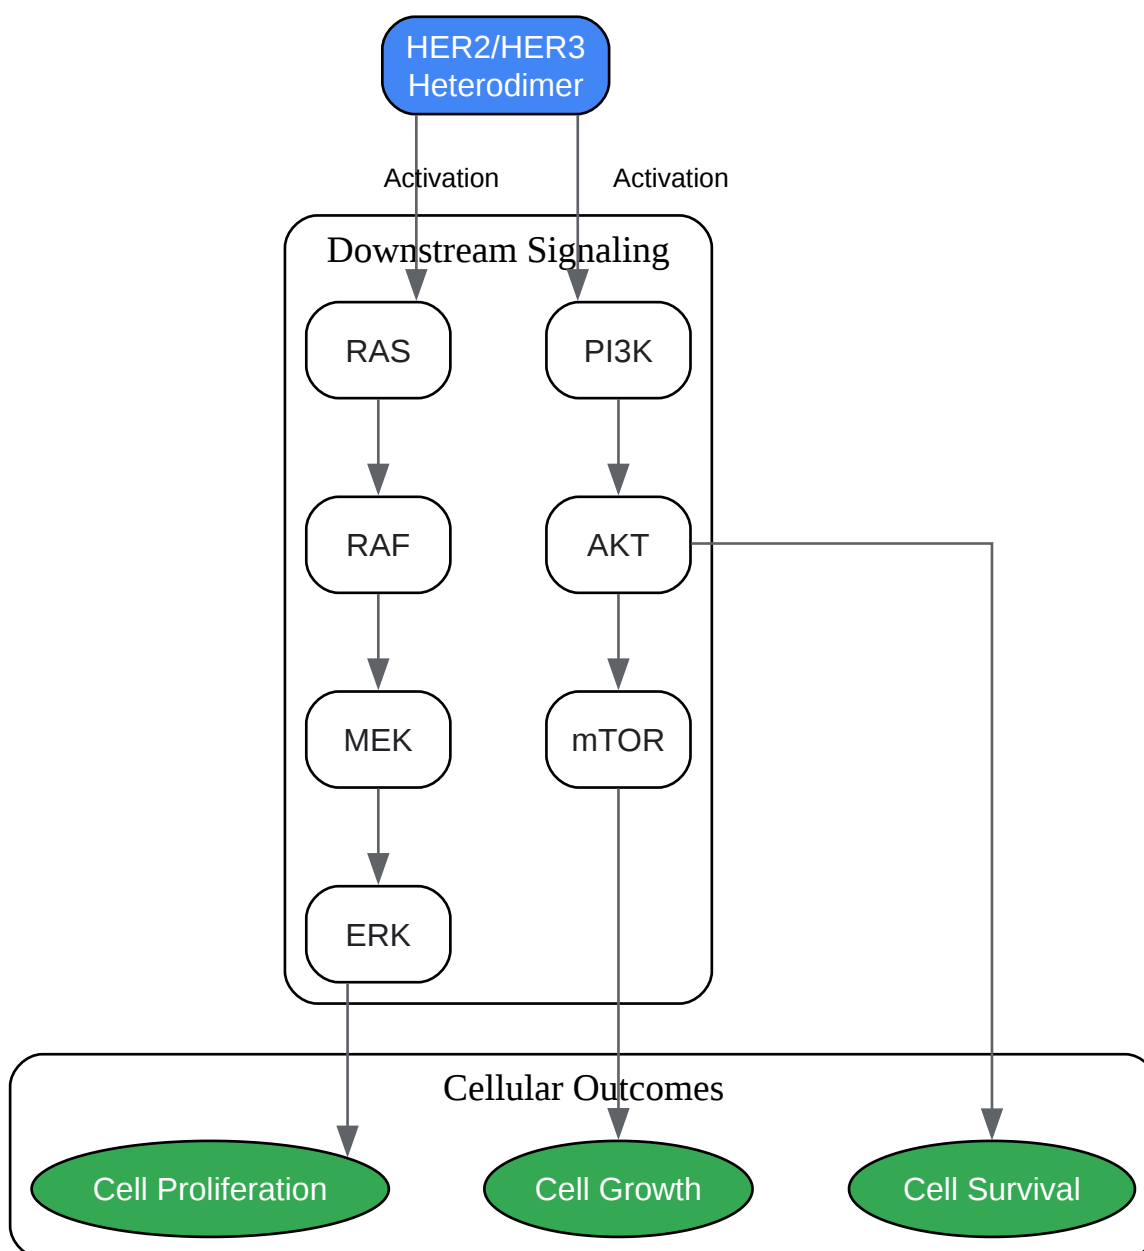 HER2/HER3
Heterodimer
Activation
Activation
Downstream Signaling
RAS
PI3K
RAF
AKT
MEK
mTOR
ERK
Cellular Outcomes
Cell Proliferation
Cell Growth
Cell Survival